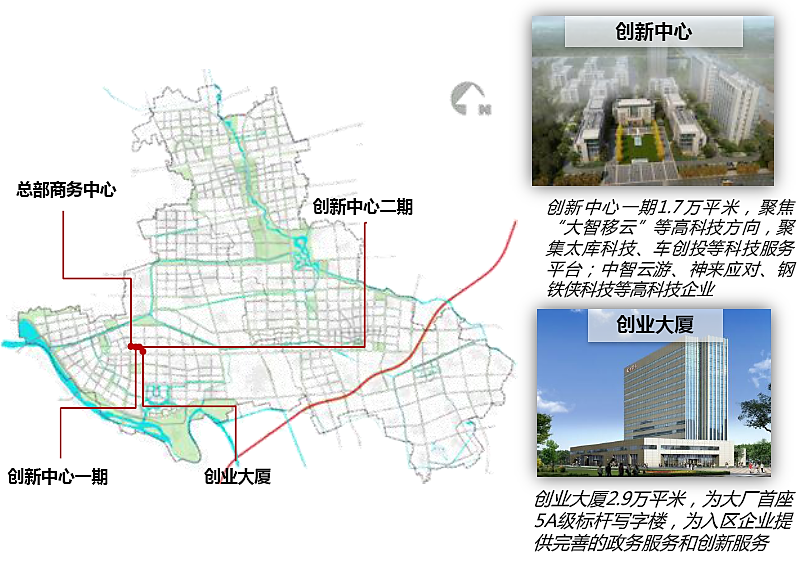 创新中心
N
总部商务中心
创新中心二期
创新中心一期1.7万平米，聚焦
“大智移云”等高科技方向，聚
集太库科技、车创投等科技服务
平台；中智云游、神来应对、钢
铁侠科技等高科技企业
创业大厦
创新中心一期
创业大厦
创业大厦2.9万平米，为大厂首座
5A级标杆写字楼，为入区企业提
供完善的政务服务和创新服务